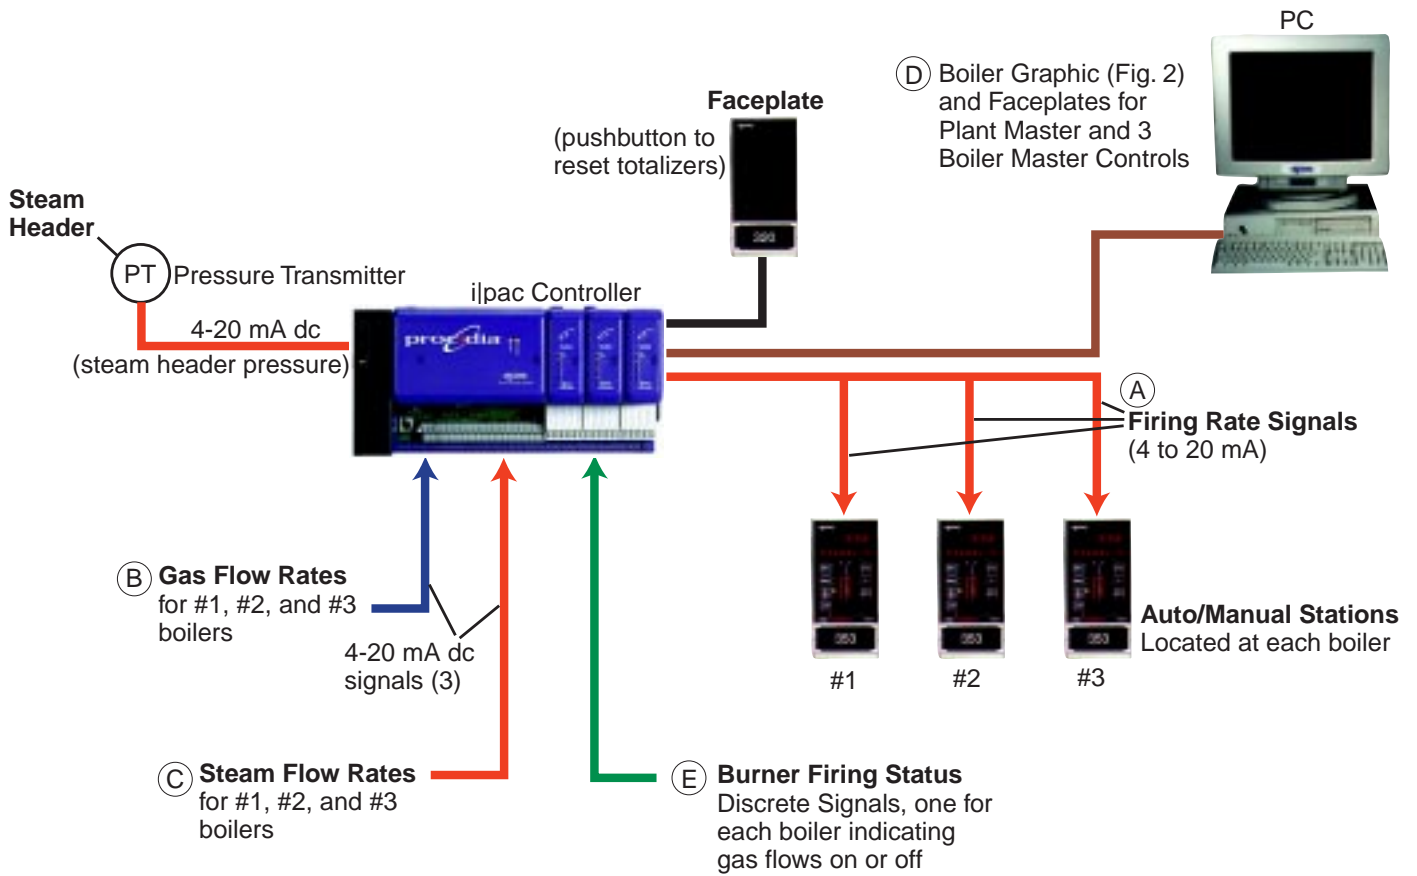 PC
D Boiler Graphic (Fig. 2)
and Faceplates for
Plant Master and 3
Boiler Master Controls
Faceplate
(pushbutton to
reset totalizers)
Steam
Header
PT Pressure Transmitter
4-20 mA dc
(steam header pressure)
i|pac Controller
procidia
A
Firing Rate Signals
(4 to 20 mA)
B Gas Flow Rates
for #1, #2, and #3
boilers
4-20 mA dc
signals (3)
353
353
353
#1
#2
#3
Auto/Manual Stations
Located at each boiler
C Steam Flow Rates
for #1, #2, and #3
boilers
E Burner Firing Status
Discrete Signals, one for
each boiler indicating
gas flows on or off